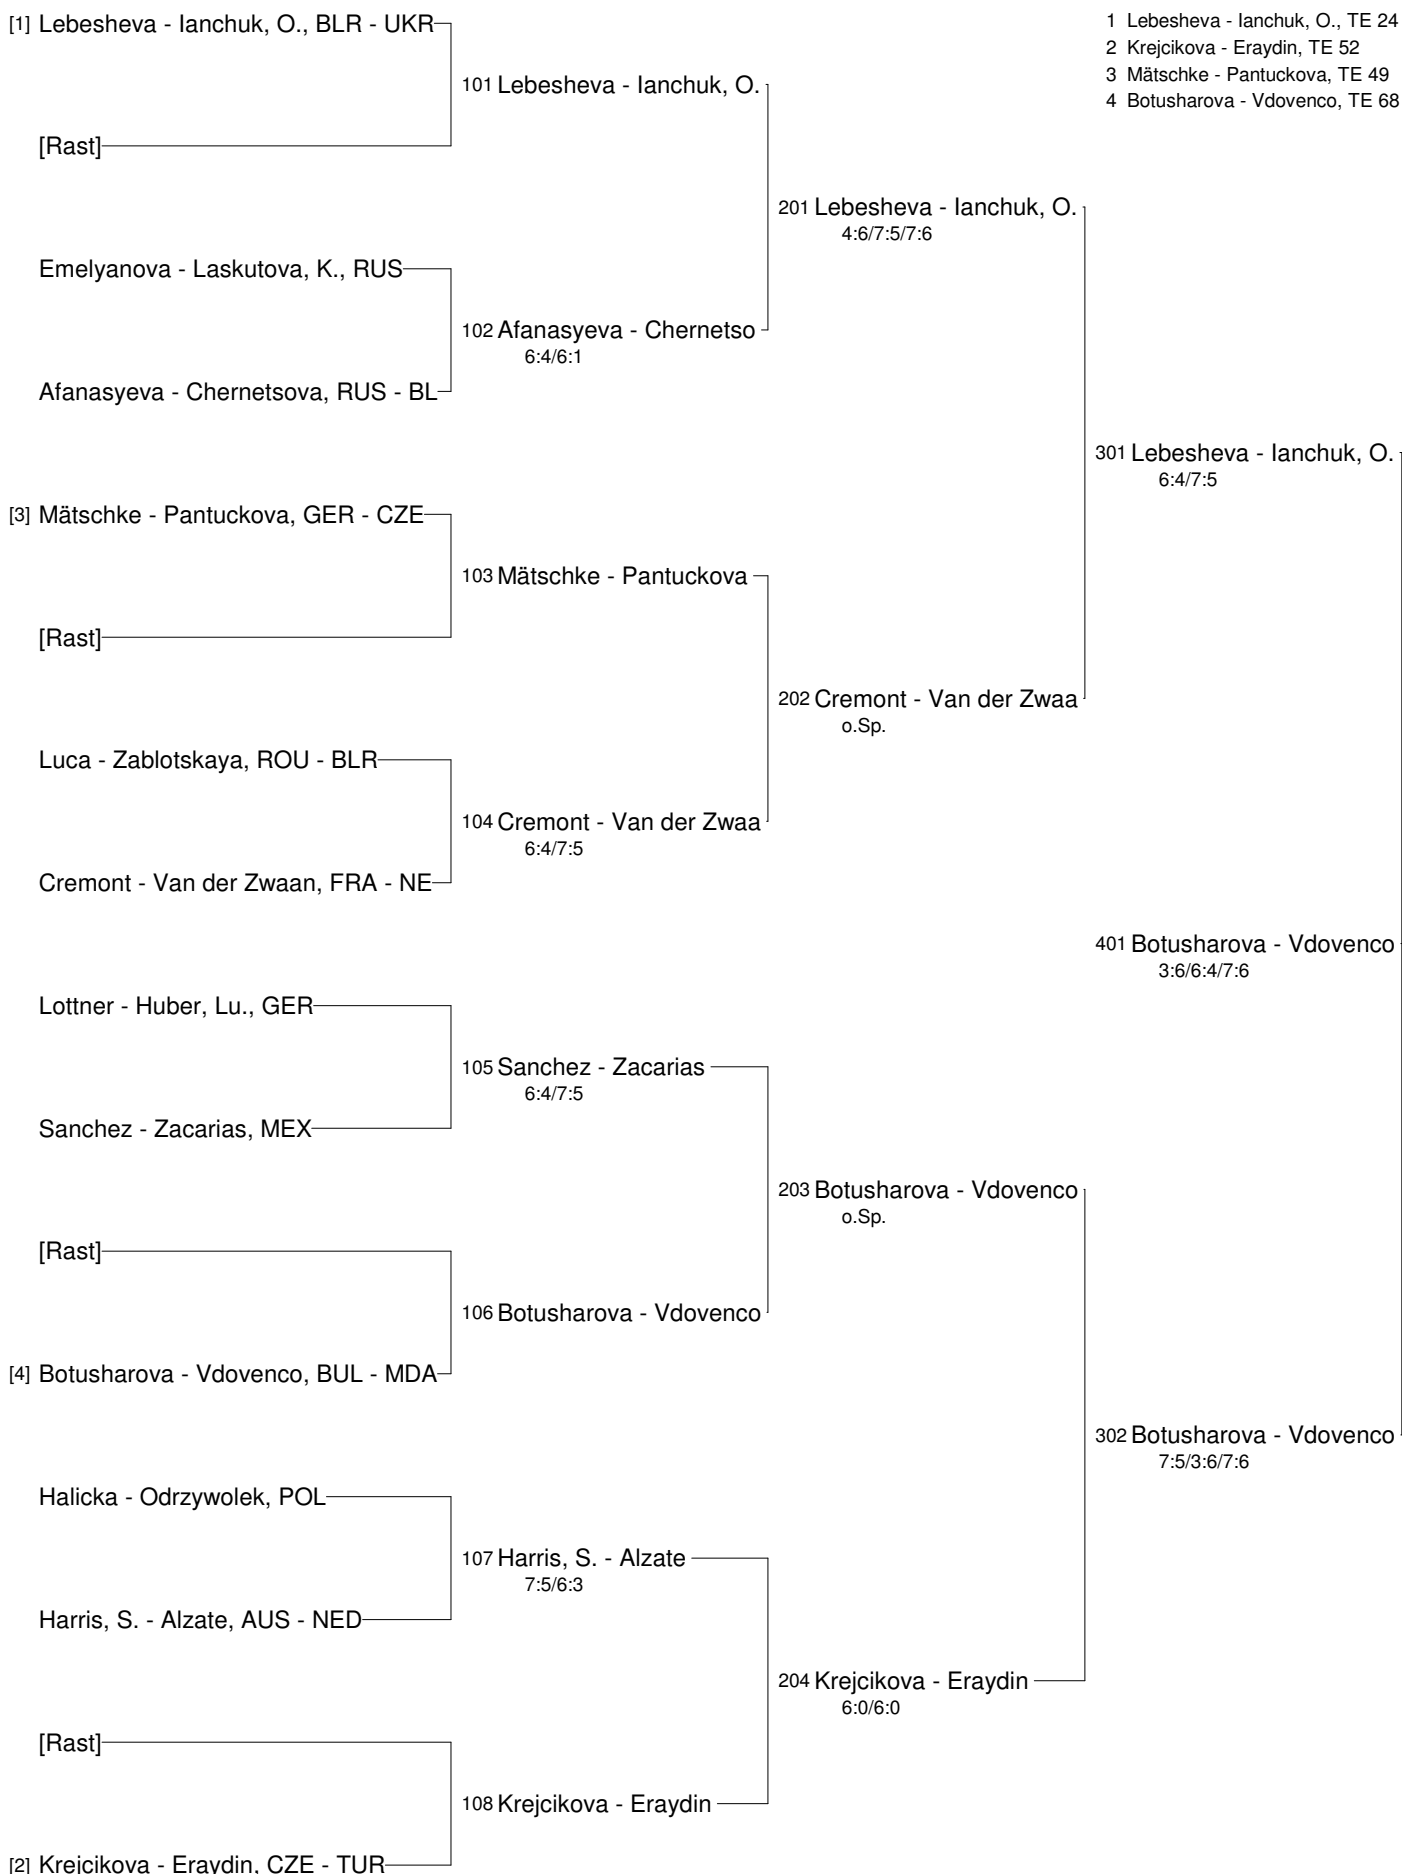 [1] Lebesheva - Ianchuk, O., BLR - UKR
1 Lebesheva - Ianchuk, O., TE 24
2 Krejcikova - Eraydin, TE 52
3 Mätschke - Pantuckova, TE 49
4 Botusharova - Vdovenco, TE 68
101 Lebesheva - Ianchuk, O.
[Rast]
201 Lebesheva - Ianchuk, O.
4:6/7:5/7:6
Emelyanova - Laskutova, K., RUS
102 Afanasyeva - Chernetso
6:4/6:1
Afanasyeva - Chernetsova, RUS - BL
301 Lebesheva - Ianchuk, O.
6:4/7:5
[3] Mätschke - Pantuckova, GER - CZE
103 Mätschke - Pantuckova
[Rast]
202 Cremont - Van der Zwaa
o.Sp.
Luca - Zablotskaya, ROU - BLR
104 Cremont - Van der Zwaa
6:4/7:5
Cremont - Van der Zwaan, FRA - NE
401 Botusharova - Vdovenco
3:6/6:4/7:6
Lottner - Huber, Lu., GER
105 Sanchez - Zacarias
6:4/7:5
Sanchez - Zacarias, MEX
203 Botusharova - Vdovenco
o.Sp.
[Rast]
106 Botusharova - Vdovenco
[4] Botusharova - Vdovenco, BUL - MDA
302 Botusharova - Vdovenco
7:5/3:6/7:6
Halicka - Odrzywolek, POL
107 Harris, S. - Alzate
7:5/6:3
Harris, S. - Alzate, AUS - NED
204 Krejcikova - Eraydin
6:0/6:0
[Rast]
108 Krejcikova - Eraydin
[2] Krejcikova - Eraydin, CZE - TUR